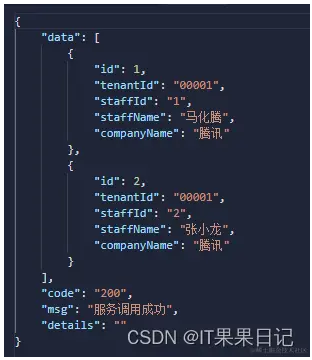 {
"data": [
{
"id": 1,
"tenantId": "00001",
"staffId": "1",
"staffName": "马化腾",
"companyName": "腾讯"
},
{
"id": 2,
"tenantId": "00001",
"staffId": "2",
"staffName": "张小龙",
"companyName": "腾讯"
}
],
"code": "200",
"msg": "服务调用成功",
"details": ""
}
CSDN @IT果果日记